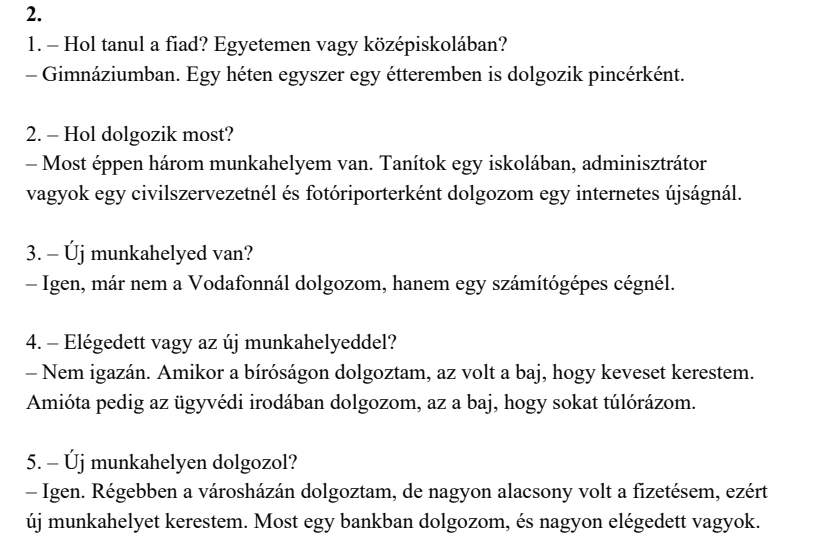 2.
1. – Hol tanul a fiad? Egyetemen vagy középiskolában?
– Gimnáziumban. Egy héten egyszer egy étteremben is dolgozik pincérként.
2. – Hol dolgozik most?
– Most éppen három munkahelyem van. Tanítok egy iskolában, adminisztrátor
vagyok egy civilszervezetnél és fotóriporterként dolgozom egy internetes újságnál.
3. – Új munkahelyed van?
– Igen, már nem a Vodafonnál dolgozom, hanem egy számítógépes cégnél.
4. – Elégedett vagy az új munkahelyeddel?
– Nem igazán. Amikor a bíróságon dolgoztam, az volt a baj, hogy keveset kerestem.
Amióta pedig az ügyvédi irodában dolgozom, az a baj, hogy sokat túlórázom.
5. – Új munkahelyen dolgozol?
– Igen. Régebben a városházán dolgoztam, de nagyon alacsony volt a fizetésem, ezért
új munkahelyet kerestem. Most egy bankban dolgozom, és nagyon elégedett vagyok.